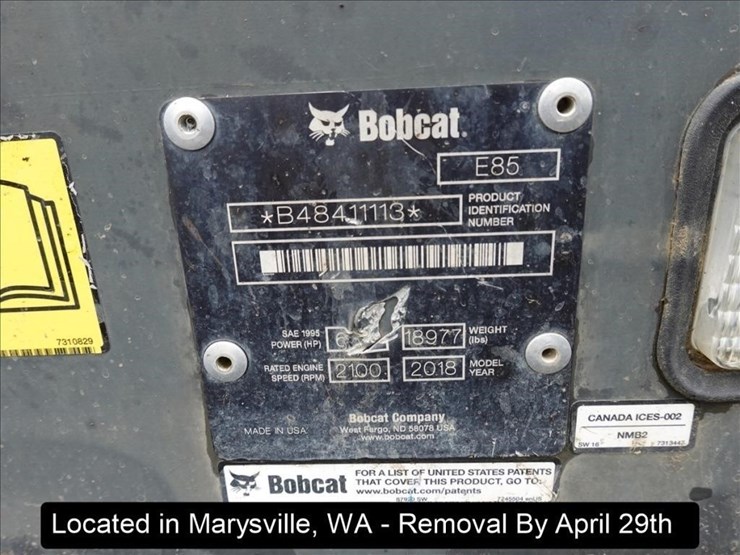 Bobcat
E85
*B48411113*
PRODUCT
IDENTIFICATION
NUMBER
SAE 1995
POWER (HP)
18977
WEIGHT
(lbs)
RATED ENGINE
SPEED (RPM)
2100
2018
MODEL
YEAR
Bobcat Company
West Fargo, ND 58078 USA
www.bobcat.com
MADE IN USA
7310829
CANADA ICES-002
NMB2
SW 16
7313442
Bobcat
FOR A LIST OF UNITED STATES PATENTS
THAT COVER THIS PRODUCT, GO TO:
www.bobcat.com/patents
Located in Marysville, WA - Removal By April 29th